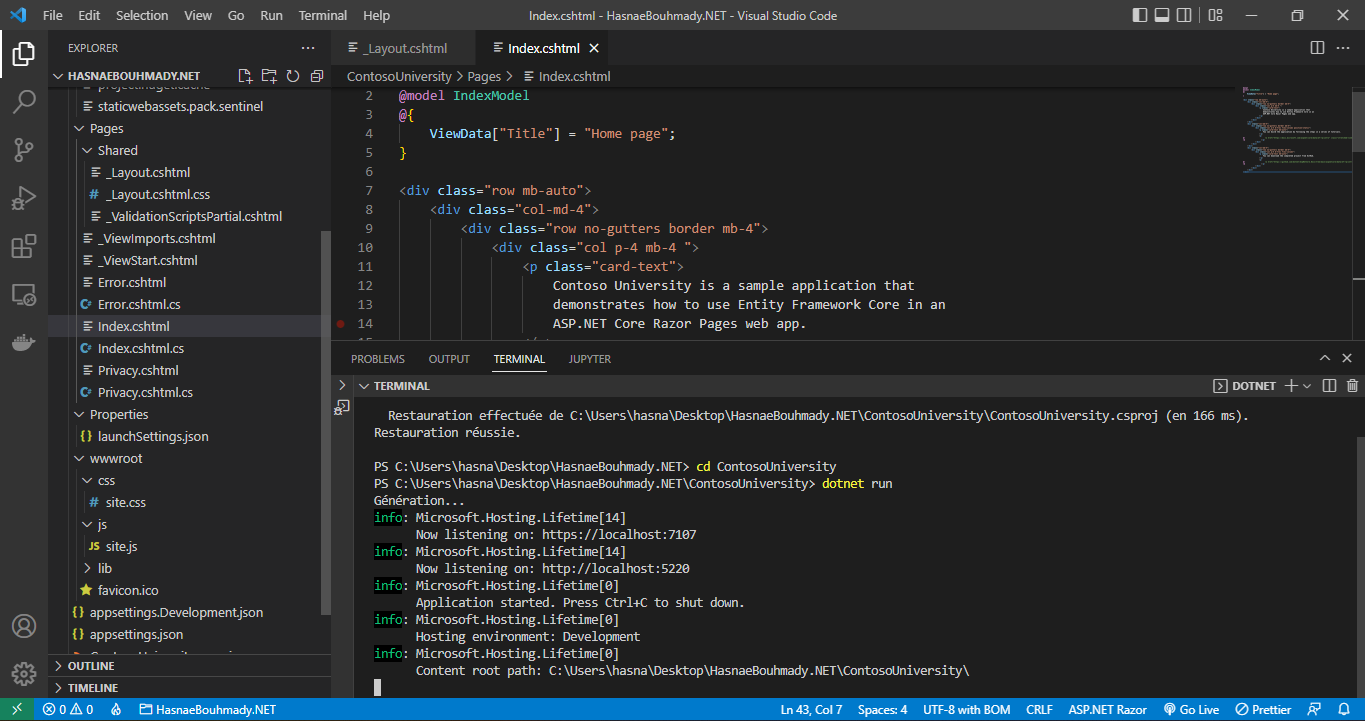 File Edit Selection View Go Run Terminal Help
Index.cshtml - HasnaeBouhmady.NET - Visual Studio Code
EXPLORER
HASNAEBOUHMADY.NET
staticwebassets.pack.sentinel
Pages
Shared
_Layout.cshtml
# _Layout.cshtml.css
_ValidationScriptsPartial.cshtml
_ViewImports.cshtml
_ViewStart.cshtml
Error.cshtml
C# Error.cshtml.cs
Index.cshtml
C# Index.cshtml.cs
Privacy.cshtml
C# Privacy.cshtml.cs
Properties
{} launchSettings.json
wwwroot
css
# site.css
js
JS site.js
lib
favicon.ico
{} appsettings.Development.json
{} appsettings.json
OUTLINE
TIMELINE
_Layout.cshtml
Index.cshtml
ContosoUniversity > Pages > Index.cshtml
2 @model IndexModel
3 @{
4 ViewData["Title"] = "Home page";
5 }
6
7 <div class="row mb-auto">
8 <div class="col-md-4">
9 <div class="row no-gutters border mb-4">
10 <div class="col p-4 mb-4 ">
11 <p class="card-text">
12 Contoso University is a sample application that
13 demonstrates how to use Entity Framework Core in an
14 ASP.NET Core Razor Pages web app.
PROBLEMS OUTPUT TERMINAL JUPYTER
TERMINAL
DOTNET
Restauration effectuée de C:\Users\hasna\Desktop\HasnaeBouhmady.NET\ContosoUniversity\ContosoUniversity.csproj (en 166 ms).
Restauration réussie.
PS C:\Users\hasna\Desktop\HasnaeBouhmady.NET> cd ContosoUniversity
PS C:\Users\hasna\Desktop\HasnaeBouhmady.NET\ContosoUniversity> dotnet run
Génération...
info: Microsoft.Hosting.Lifetime[14]
Now listening on: https://localhost:7107
info: Microsoft.Hosting.Lifetime[14]
Now listening on: http://localhost:5220
info: Microsoft.Hosting.Lifetime[0]
Application started. Press Ctrl+C to shut down.
info: Microsoft.Hosting.Lifetime[0]
Hosting environment: Development
info: Microsoft.Hosting.Lifetime[0]
Content root path: C:\Users\hasna\Desktop\HasnaeBouhmady.NET\ContosoUniversity\
0 0 HasnaeBouhmady.NET
Ln 43, Col 7 Spaces: 4 UTF-8 with BOM CRLF ASP.NET Razor Go Live Prettier